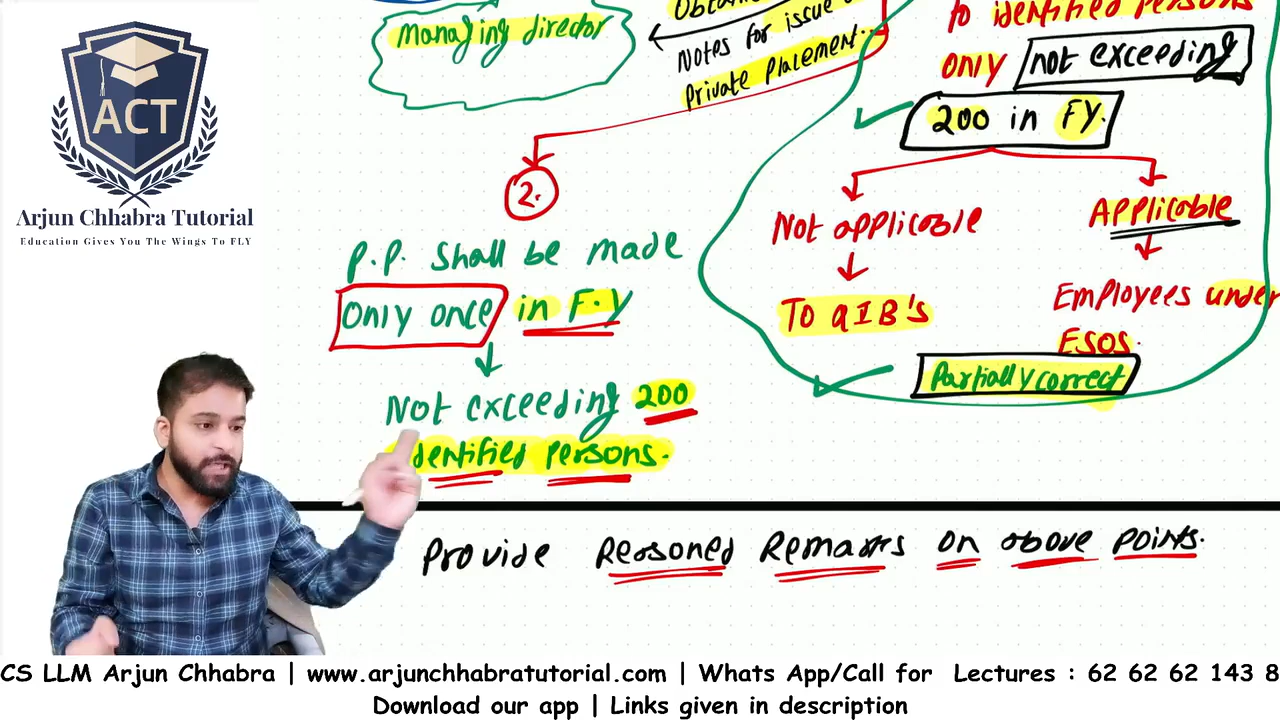 ACT
Arjun Chhabra Tutorial
Education Gives You The Wings To FLY
Managing director
Notes for issue
Private Placement..
to identified Persons
only not exceeding
200 in FY.
Not applicable
To QIB's
Applicable
Employees under
ESOS.
Partially correct
2.
P.P. Shall be made
Only once in F.Y
Not exceeding 200
identified Persons.
Provide Reasoned Remarks on above points.
CS LLM Arjun Chhabra | www.arjunchhabratutorial.com | Whats App/Call for Lectures : 62 62 62 143 8
Download our app | Links given in description